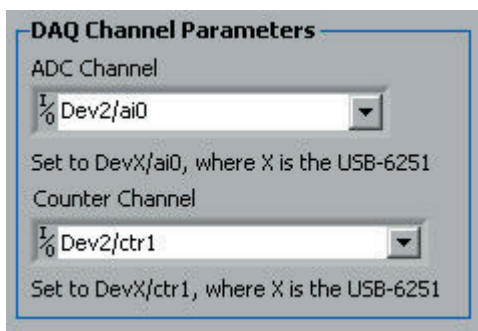 DAQ Channel Parameters
ADC Channel
I/O Dev2/ai0
Set to DevX/ai0, where X is the USB-6251
Counter Channel
I/O Dev2/ctr1
Set to DevX/ctr1, where X is the USB-6251